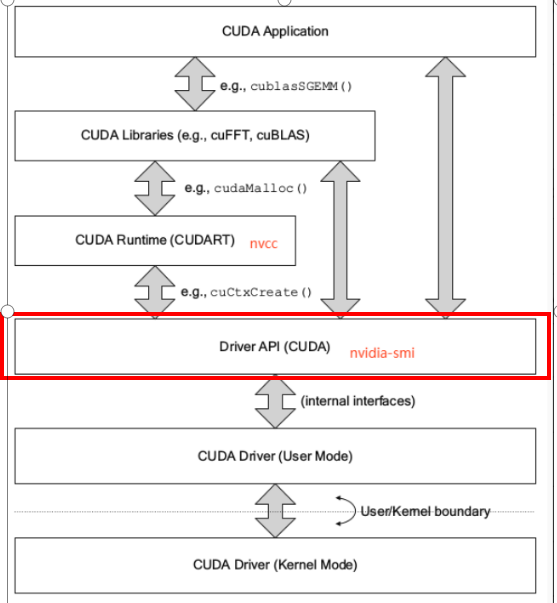 CUDA Application
e.g., cublasSGEMM()
CUDA Libraries (e.g., cuFFT, cuBLAS)
e.g., cudaMalloc()
CUDA Runtime (CUDART) nvcc
e.g., cuCtxCreate()
Driver API (CUDA) nvidia-smi
(internal interfaces)
CUDA Driver (User Mode)
User/Kernel boundary
CUDA Driver (Kernel Mode)